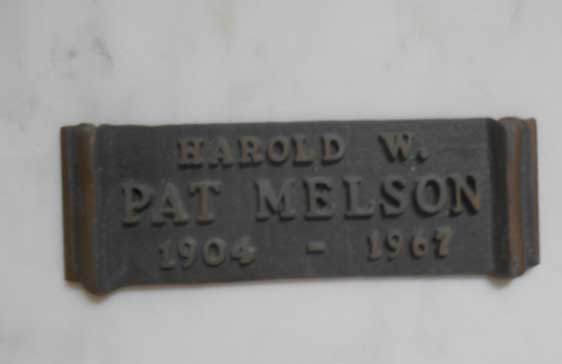 HAROLD W.
PAT MELSON
1904 - 1967